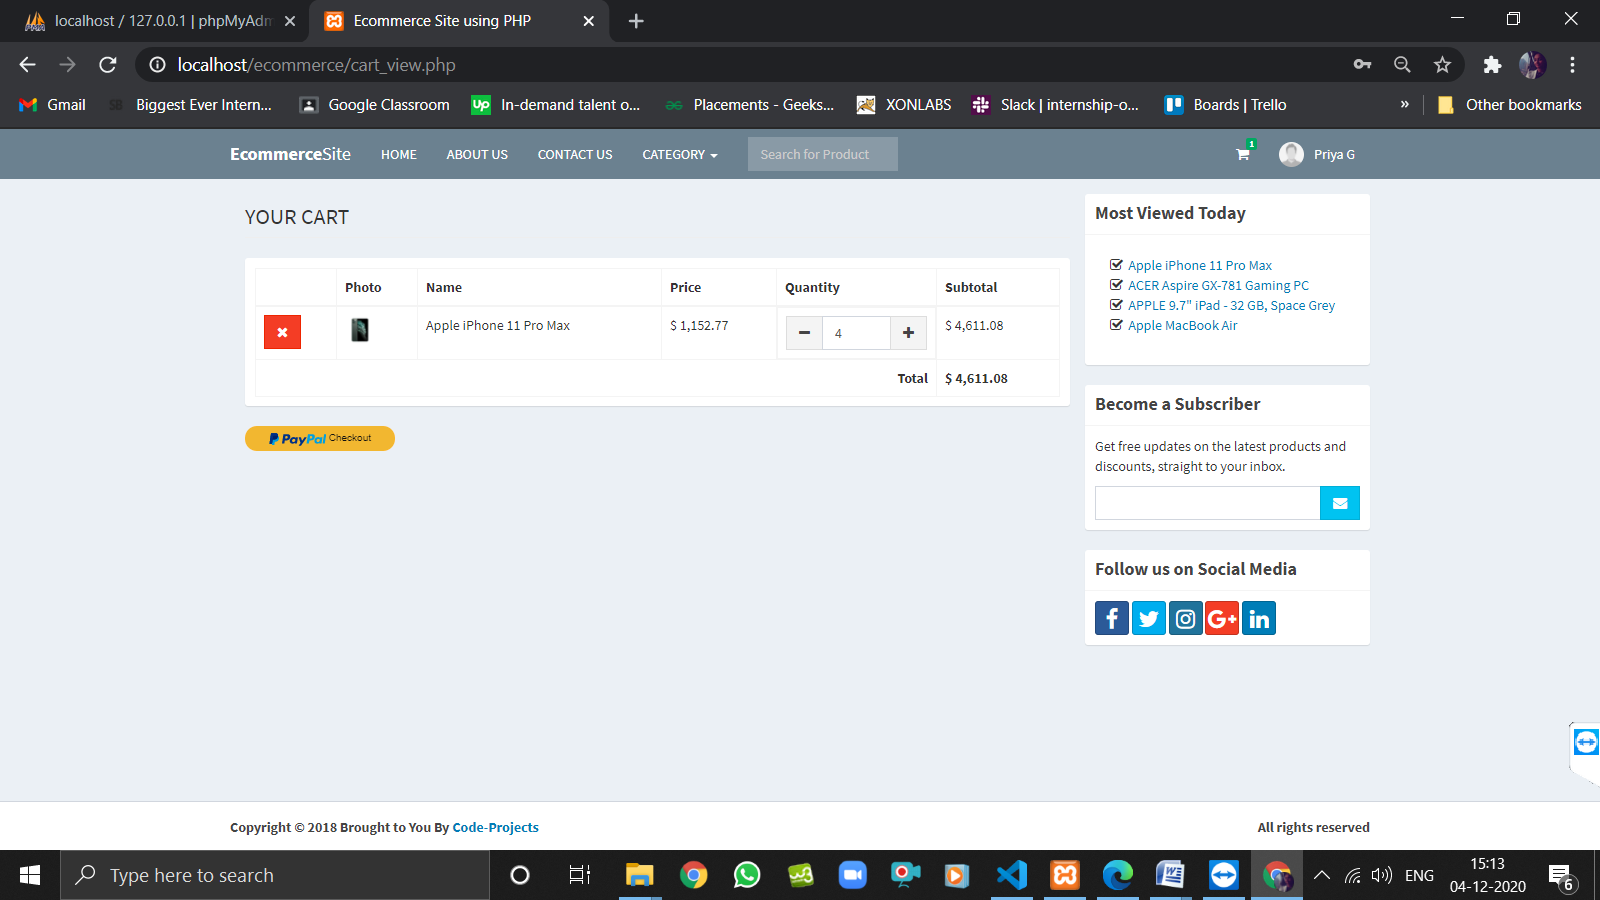 localhost / 127.0.0.1 | phpMyAdm
Ecommerce Site using PHP
localhost/ecommerce/cart_view.php
Gmail
SB Biggest Ever Intern...
Google Classroom
Up In-demand talent o...
Placements - Geeks...
XONLABS
Slack | internship-o...
Boards | Trello
»
Other bookmarks
EcommerceSite
HOME
ABOUT US
CONTACT US
CATEGORY
Search for Product
1
Priya G
YOUR CART
Photo Name Price Quantity Subtotal
Apple iPhone 11 Pro Max $ 1,152.77 4 $ 4,611.08
Total $ 4,611.08
PayPal Checkout
Most Viewed Today
Apple iPhone 11 Pro Max
ACER Aspire GX-781 Gaming PC
APPLE 9.7" iPad - 32 GB, Space Grey
Apple MacBook Air
Become a Subscriber
Get free updates on the latest products and
discounts, straight to your inbox.
Follow us on Social Media
Copyright © 2018 Brought to You By Code-Projects
All rights reserved
Type here to search
ENG
15:13
04-12-2020
6